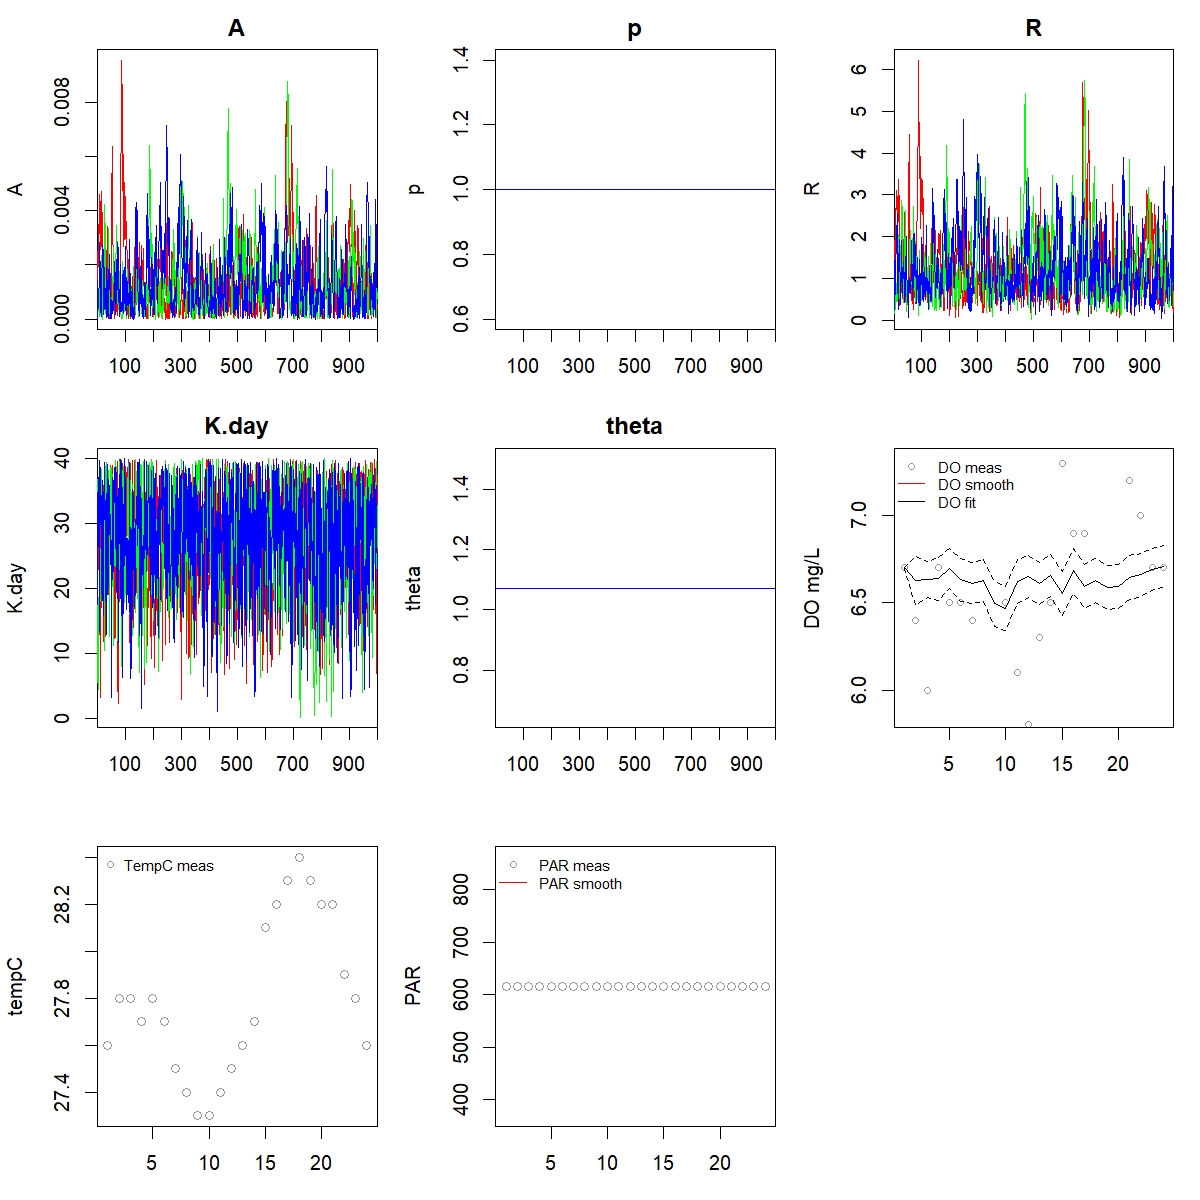 A
A
0.000
0.004
0.008
100 300 500 700 900
p
p
0.6 0.8 1.0 1.2 1.4
100 300 500 700 900
R
R
0 1 2 3 4 5 6
100 300 500 700 900
K.day
K.day
0 10 20 30 40
100 300 500 700 900
theta
theta
0.8 1.0 1.2 1.4
100 300 500 700 900
DO mg/L
6.0 6.5 7.0
DO meas
DO smooth
DO fit
5 10 15 20
tempC
27.4 27.8 28.2
TempC meas
5 10 15 20
PAR
400 500 600 700 800
PAR meas
PAR smooth
5 10 15 20